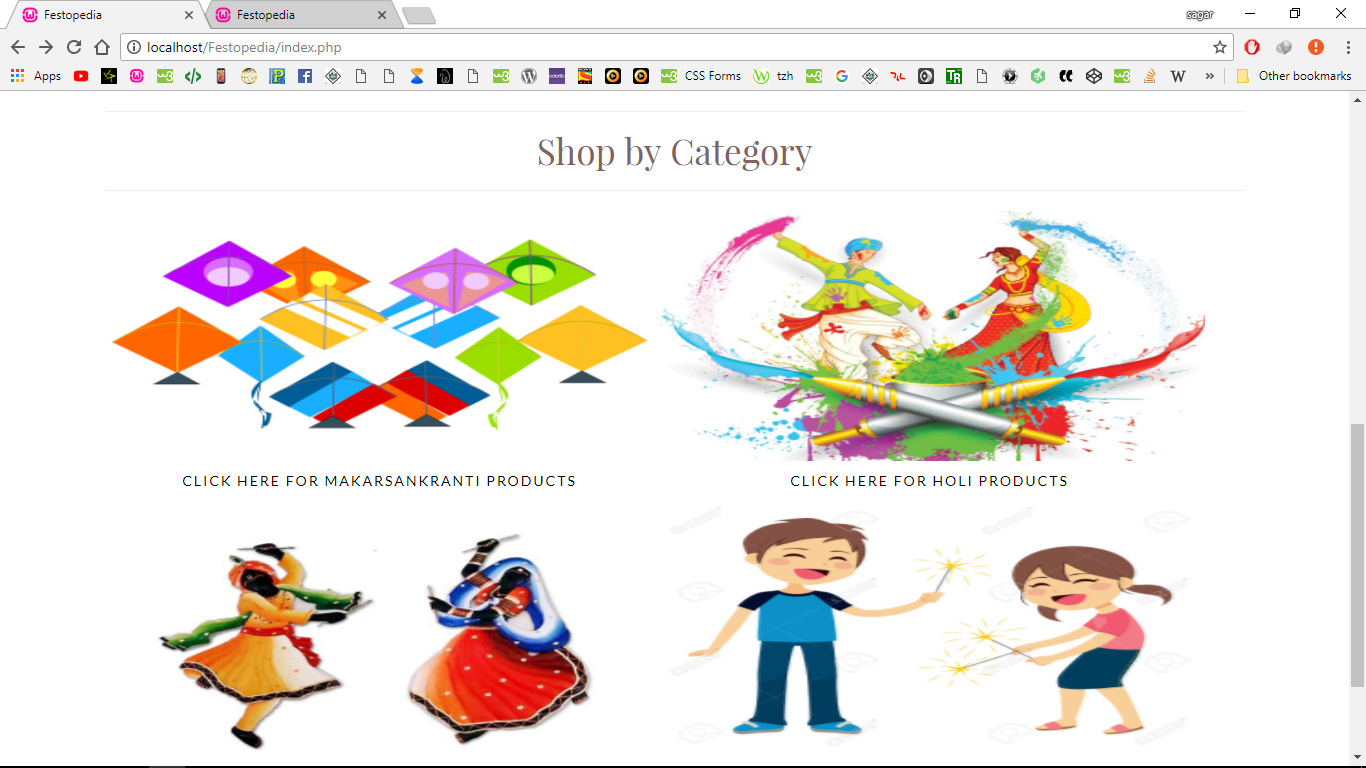 Festopedia
Festopedia
sagar
localhost/Festopedia/index.php
Apps
CSS Forms
tzh
Other bookmarks
Shop by Category
CLICK HERE FOR MAKARSANKRANTI PRODUCTS
CLICK HERE FOR HOLI PRODUCTS